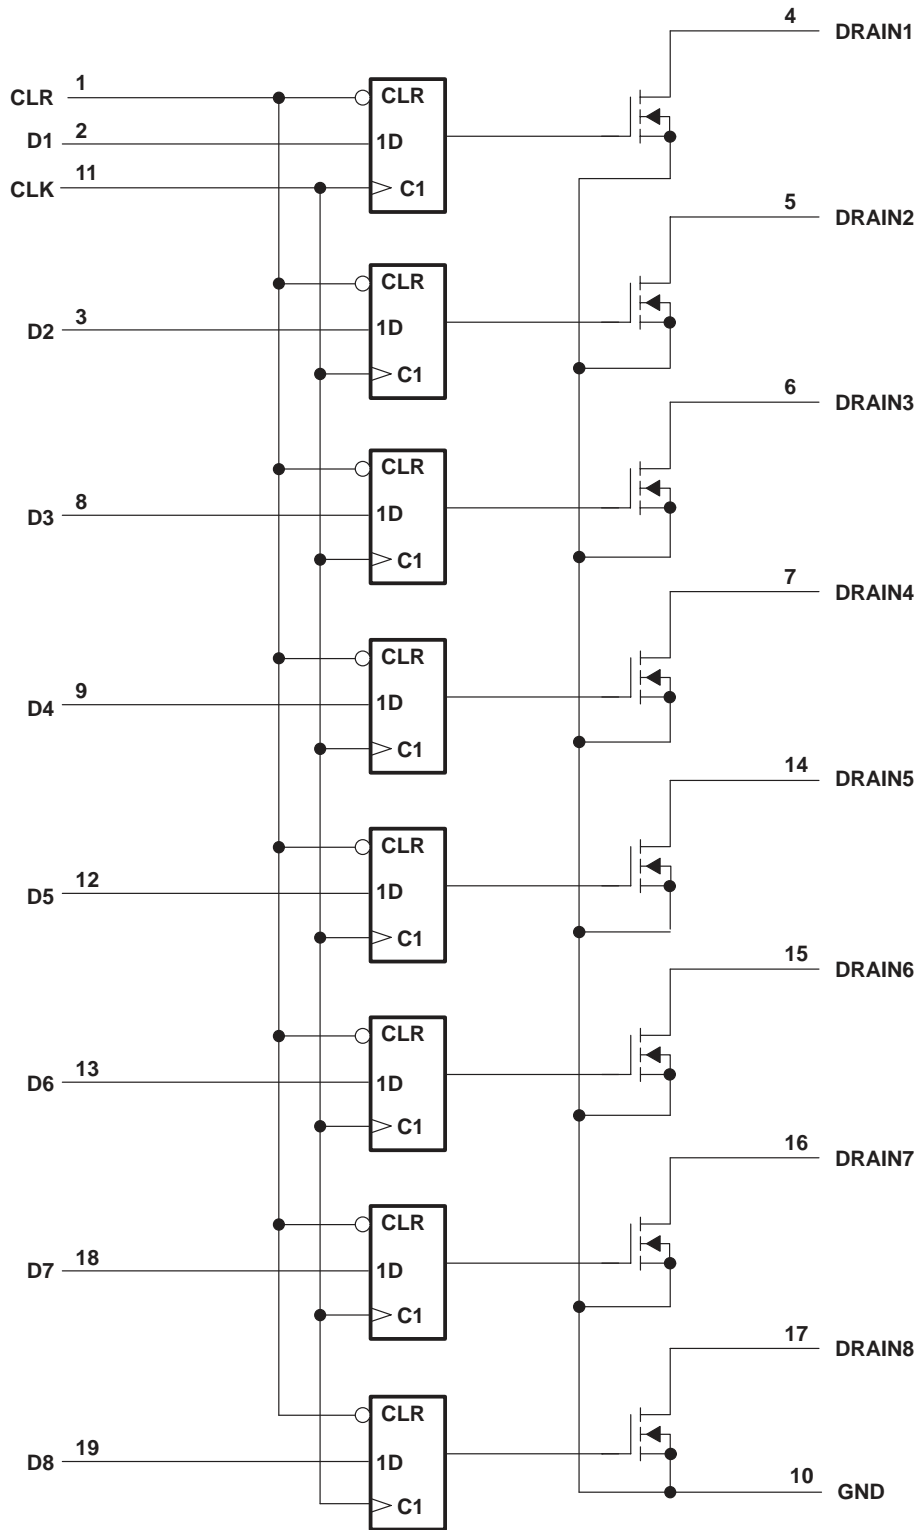 4 DRAIN1
CLR 1 CLR
D1 2 1D
CLK 11 C1
5 DRAIN2
CLR
D2 3 1D
C1
6 DRAIN3
CLR
D3 8 1D
C1
7 DRAIN4
CLR
D4 9 1D
C1
14 DRAIN5
CLR
D5 12 1D
C1
15 DRAIN6
CLR
D6 13 1D
C1
16 DRAIN7
CLR
D7 18 1D
C1
17 DRAIN8
CLR
D8 19 1D
10 GND
C1